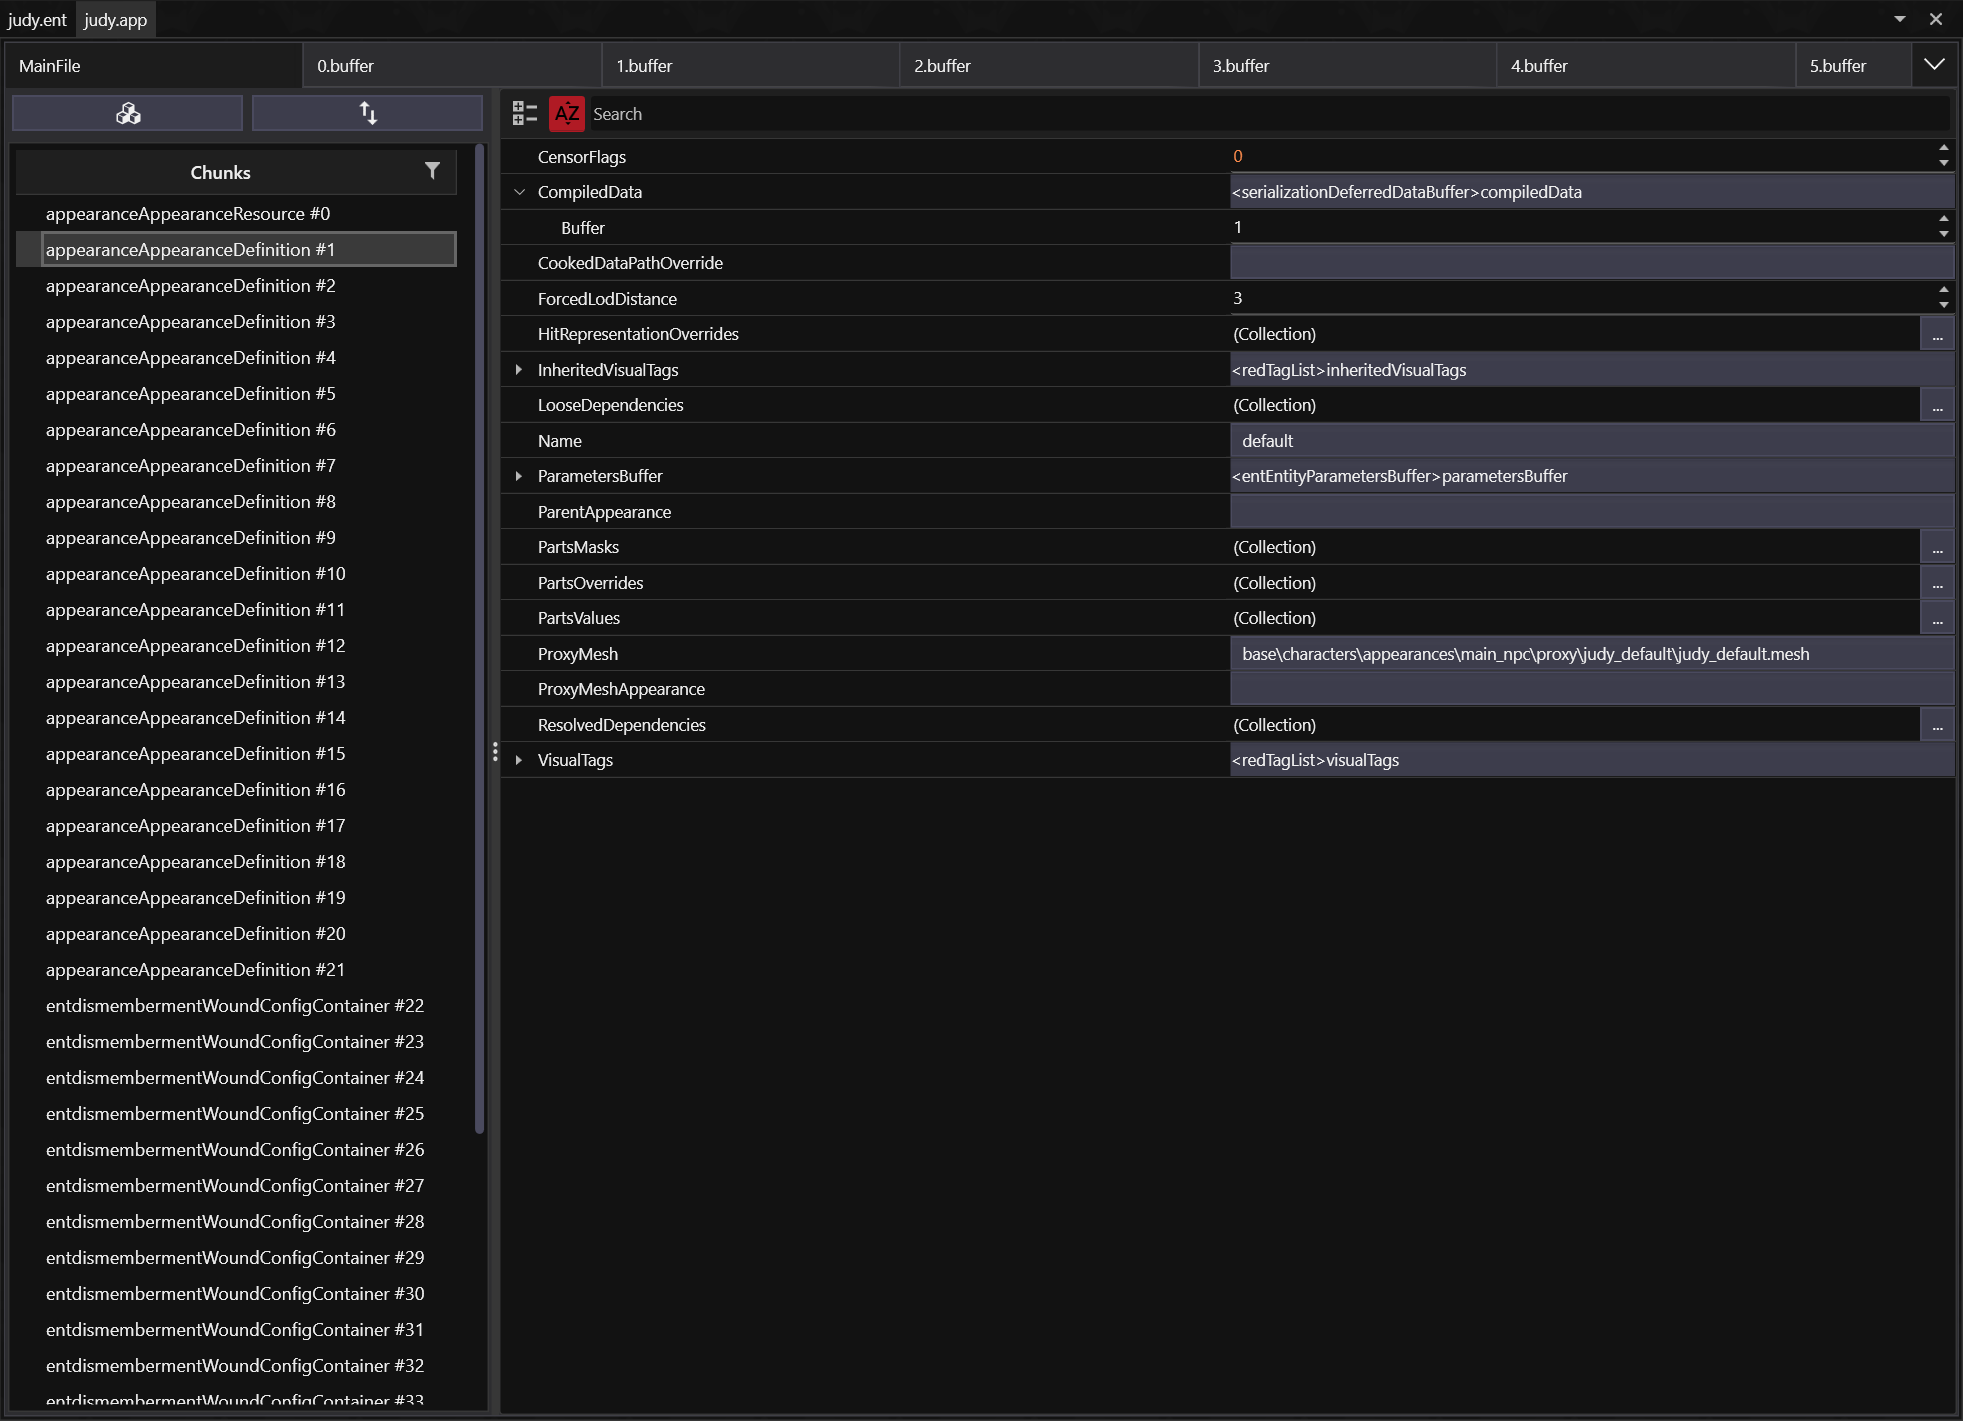 judy.ent judy.app
MainFile 0.buffer 1.buffer 2.buffer 3.buffer 4.buffer 5.buffer
AZ Search
Chunks
appearanceAppearanceResource #0
appearanceAppearanceDefinition #1
appearanceAppearanceDefinition #2
appearanceAppearanceDefinition #3
appearanceAppearanceDefinition #4
appearanceAppearanceDefinition #5
appearanceAppearanceDefinition #6
appearanceAppearanceDefinition #7
appearanceAppearanceDefinition #8
appearanceAppearanceDefinition #9
appearanceAppearanceDefinition #10
appearanceAppearanceDefinition #11
appearanceAppearanceDefinition #12
appearanceAppearanceDefinition #13
appearanceAppearanceDefinition #14
appearanceAppearanceDefinition #15
appearanceAppearanceDefinition #16
appearanceAppearanceDefinition #17
appearanceAppearanceDefinition #18
appearanceAppearanceDefinition #19
appearanceAppearanceDefinition #20
appearanceAppearanceDefinition #21
entdismembermentWoundConfigContainer #22
entdismembermentWoundConfigContainer #23
entdismembermentWoundConfigContainer #24
entdismembermentWoundConfigContainer #25
entdismembermentWoundConfigContainer #26
entdismembermentWoundConfigContainer #27
entdismembermentWoundConfigContainer #28
entdismembermentWoundConfigContainer #29
entdismembermentWoundConfigContainer #30
entdismembermentWoundConfigContainer #31
entdismembermentWoundConfigContainer #32
entdismembermentWoundConfigContainer #33
CensorFlags 0
CompiledData <serializationDeferredDataBuffer>compiledData
Buffer 1
CookedDataPathOverride
ForcedLodDistance 3
HitRepresentationOverrides (Collection) ...
InheritedVisualTags <redTagList>inheritedVisualTags
LooseDependencies (Collection) ...
Name default
ParametersBuffer <entEntityParametersBuffer>parametersBuffer
ParentAppearance
PartsMasks (Collection) ...
PartsOverrides (Collection) ...
PartsValues (Collection) ...
ProxyMesh base\characters\appearances\main_npc\proxy\judy_default\judy_default.mesh
ProxyMeshAppearance
ResolvedDependencies (Collection) ...
VisualTags <redTagList>visualTags